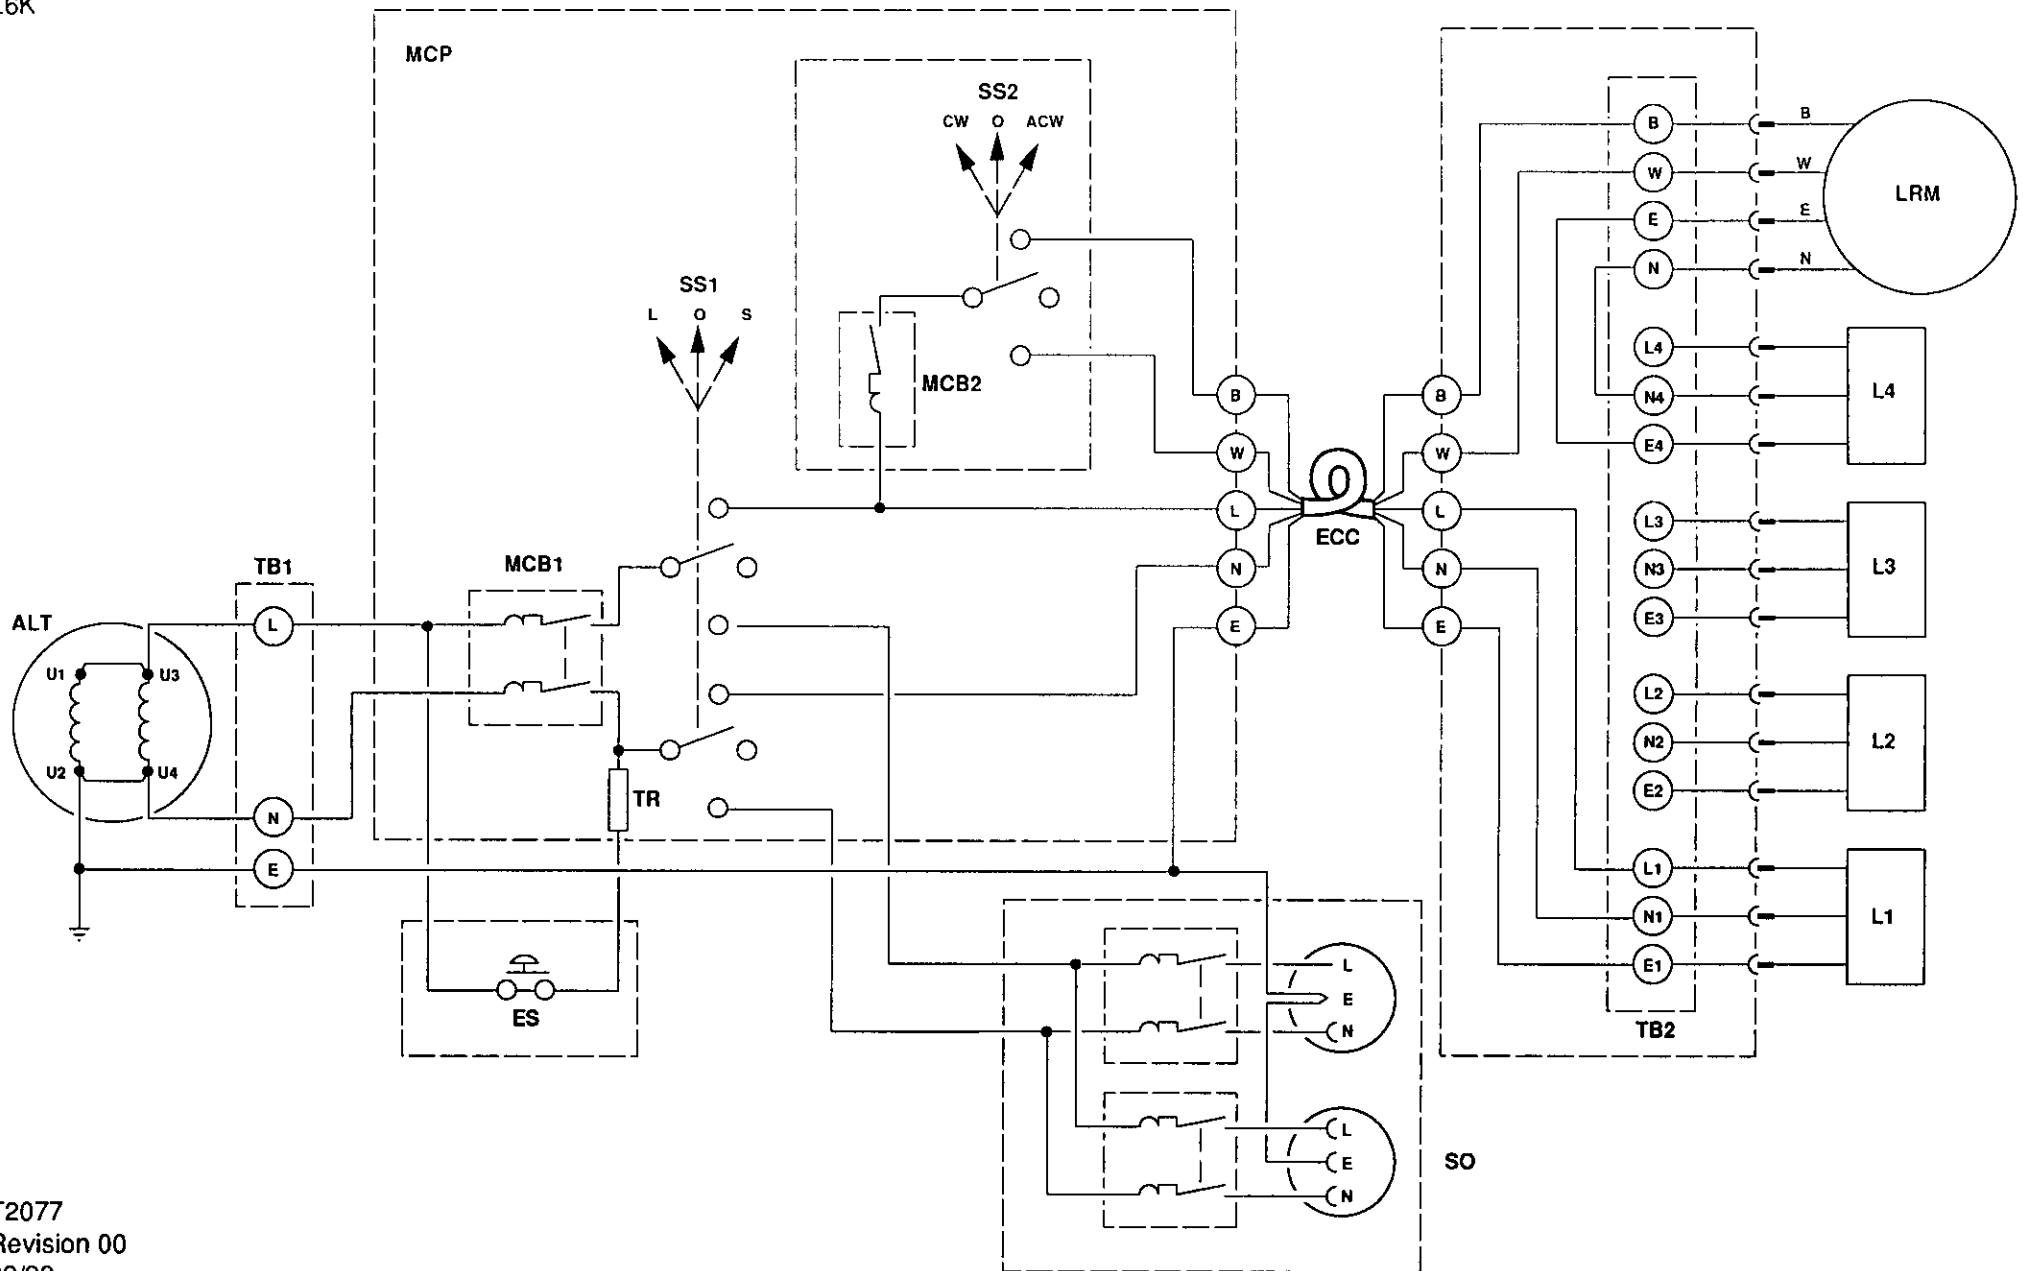 MCP
SS2
CW O ACW
B
B
B
W
W
LRM
E
E
N
N
SS1
L O S
MCB2
L4
N4
E4
L4
B
B
W
W
L
L
ECC
N
N
E
E
L3
N3
E3
L3
TB1
MCB1
ALT
L
U1
U3
U2
U4
N
E
TR
L2
N2
E2
L2
L1
N1
E1
L1
TB2
ES
L
E
N
L
E
N
SO
T2077
Revision 00